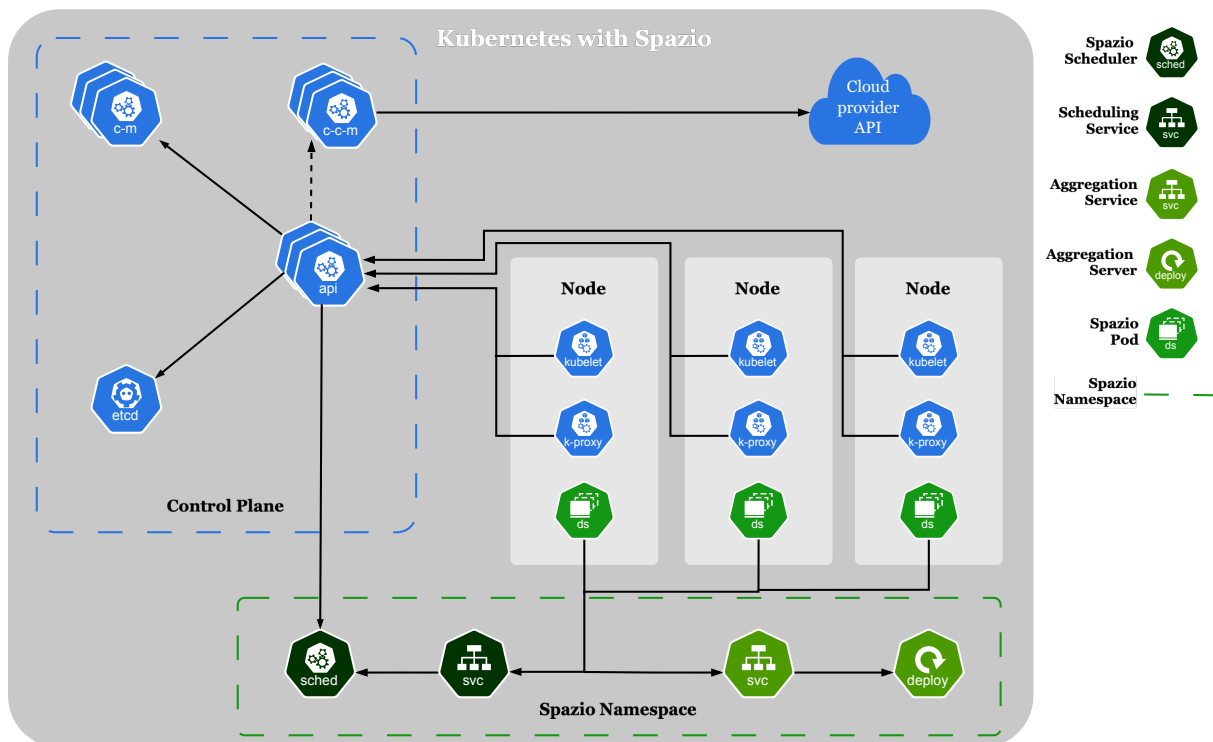 Kubernetes with Spazio
c-m
c-c-m
Cloud
provider
API
api
etcd
Control Plane
Node
kubelet
k-proxy
ds
Node
kubelet
k-proxy
ds
Node
kubelet
k-proxy
ds
sched
svc
svc
deploy
Spazio Namespace
Spazio
Scheduler
sched
Scheduling
Service
svc
Aggregation
Service
svc
Aggregation
Server
deploy
Spazio
Pod
ds
Spazio
Namespace